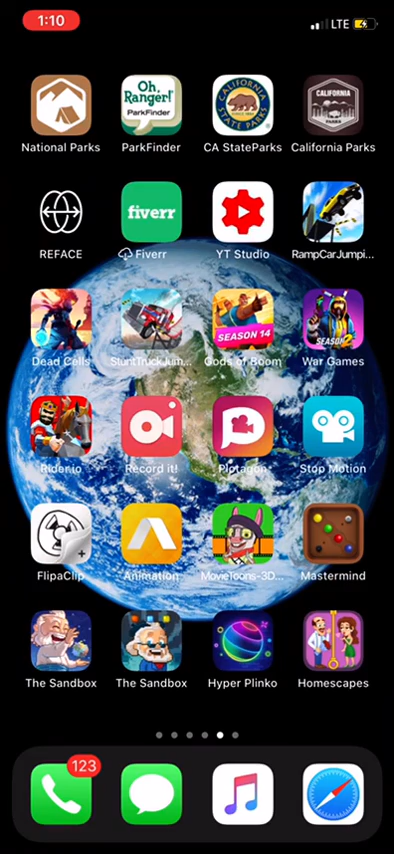 1:10
LTE
Oh,
Ranger!
ParkFinder
CALIFORNIA
STATE PARKS
CALIFORNIA
PARKS
National Parks
ParkFinder
CA StateParks
California Parks
fiverr
REFACE
Fiverr
YT Studio
RampCarJumpi...
SEASON 14
SEASON
Dead Cells
StuntTruckJum...
Gods of Boom
War Games
Rider.io
Record it!
Plotagon
Stop Motion
FlipaClip
Animation
MovieToons-3D...
Mastermind
The Sandbox
The Sandbox
Hyper Plinko
Homescapes
123